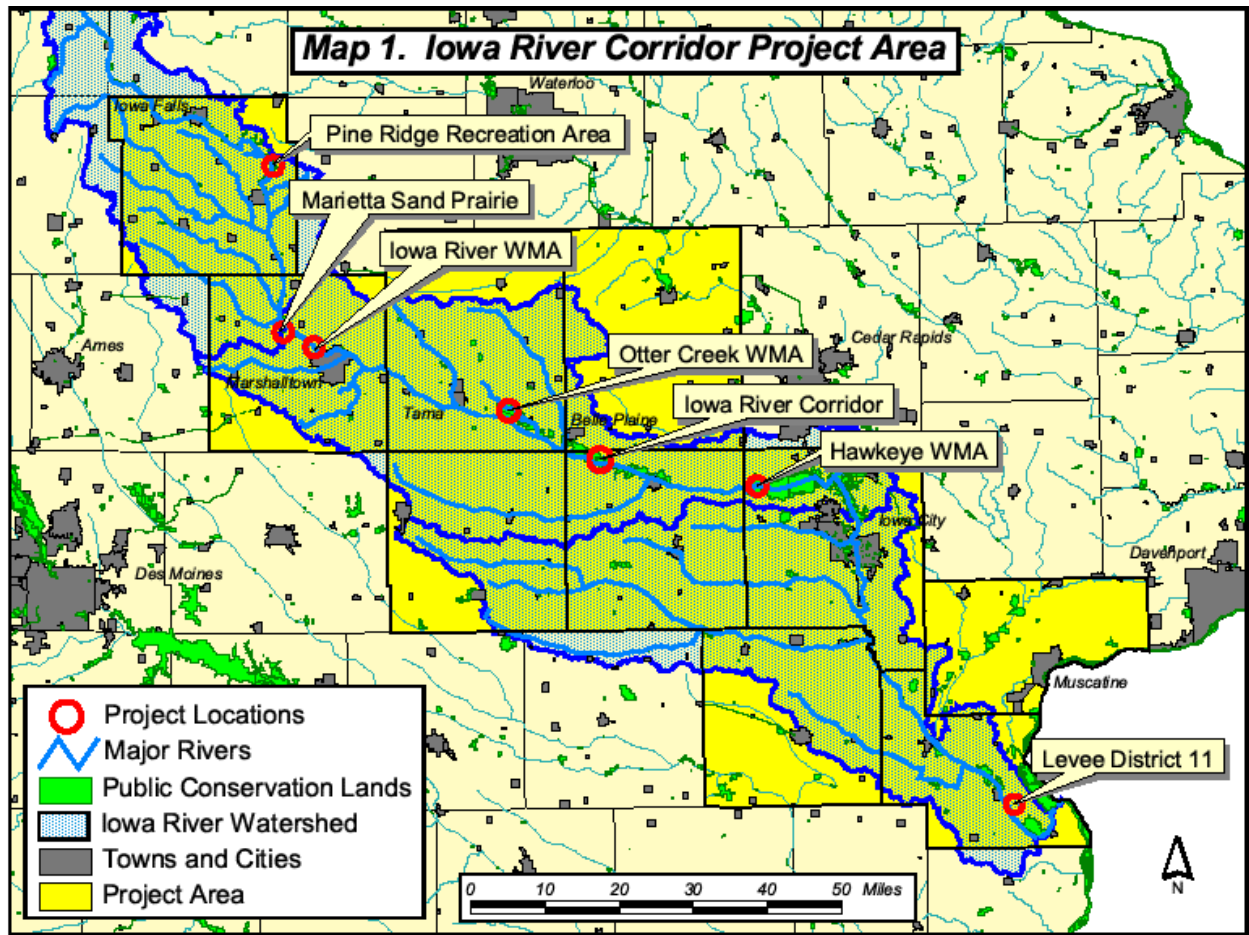 Map 1. Iowa River Corridor Project Area
Waterloo
Iowa Falls
Pine Ridge Recreation Area
Marietta Sand Prairie
Iowa River WMA
Ames
Otter Creek WMA
Cedar Rapids
Marshalltown
Tama
Belle Plaine
Iowa River Corridor
Hawkeye WMA
Iowa City
Davenport
Des Moines
Muscatine
Levee District 11
Project Locations
Major Rivers
Public Conservation Lands
Iowa River Watershed
Towns and Cities
Project Area
0 10 20 30 40 50 Miles
N